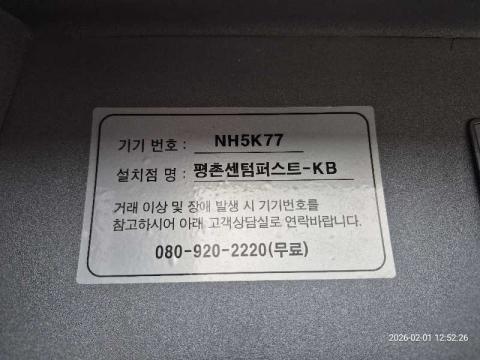 기기 번호 : NH5K77
설치점 명 : 평촌센텀퍼스트-KB
거래 이상 및 장애 발생 시 기기번호를
참고하시어 아래 고객상담실로 연락바랍니다.
080-920-2220(무료)
2026-02-01 12:52:26